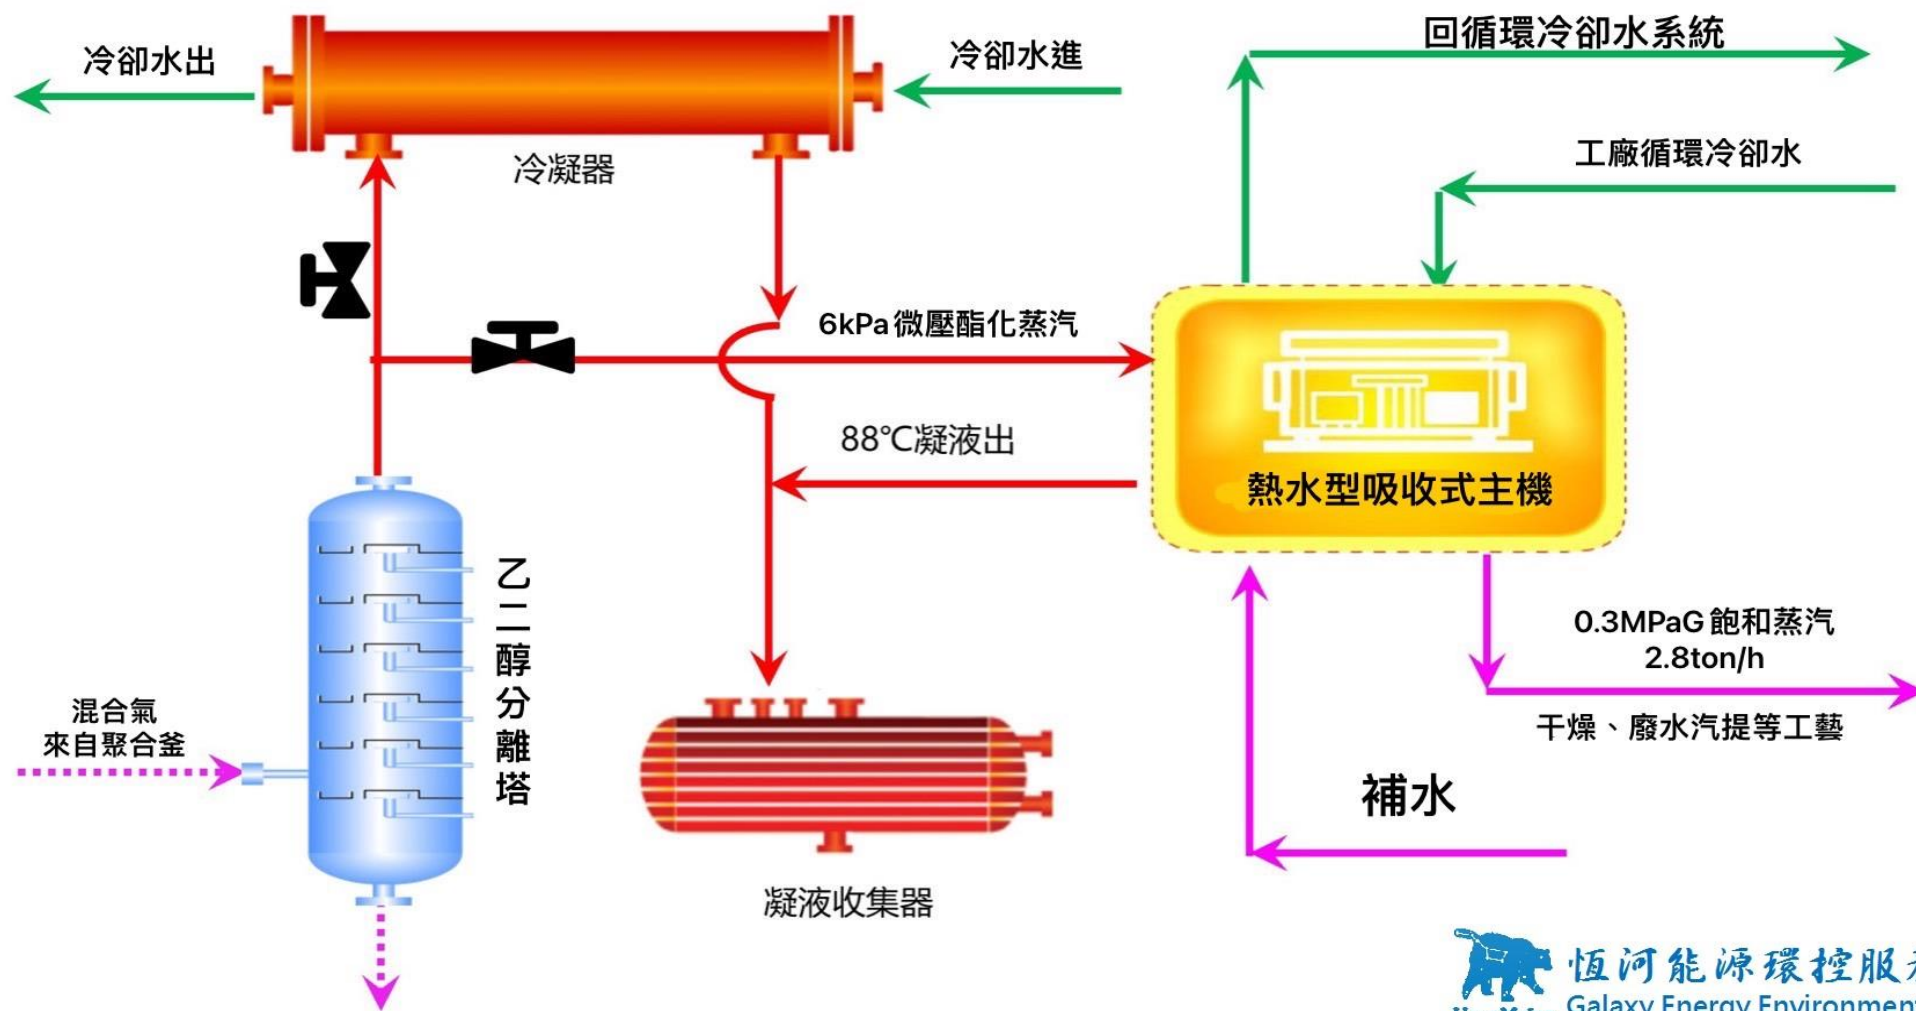 冷卻水出
冷卻水進
回循環冷卻水系統
工廠循環冷卻水
冷凝器
6kPa微壓酯化蒸汽
88℃凝液出
熱水型吸收式主機
乙二醇分離塔
0.3MPaG飽和蒸汽
2.8ton/h
混合氣
來自聚合釜
干燥、廢水汽提等工藝
補水
凝液收集器
恆河能源環控服
Galaxy Energy Environment